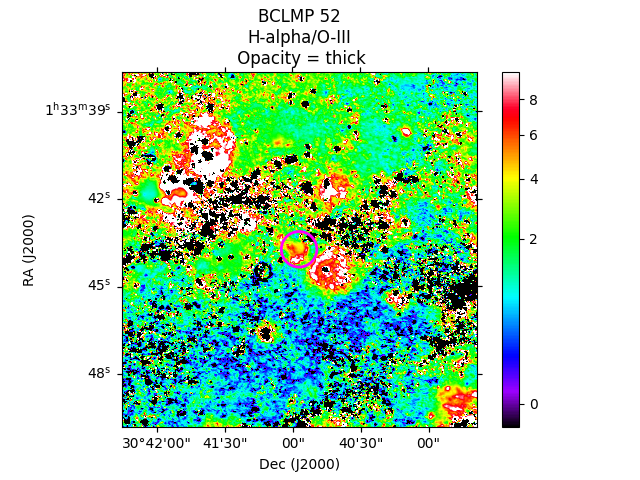 BCLMP 52
H-alpha/O-III
Opacity = thick
1ʰ33ᵐ39ˢ
42ˢ
45ˢ
48ˢ
RA (J2000)
30°42'00" 41'30" 00" 40'30" 00"
Dec (J2000)
8
6
4
2
0